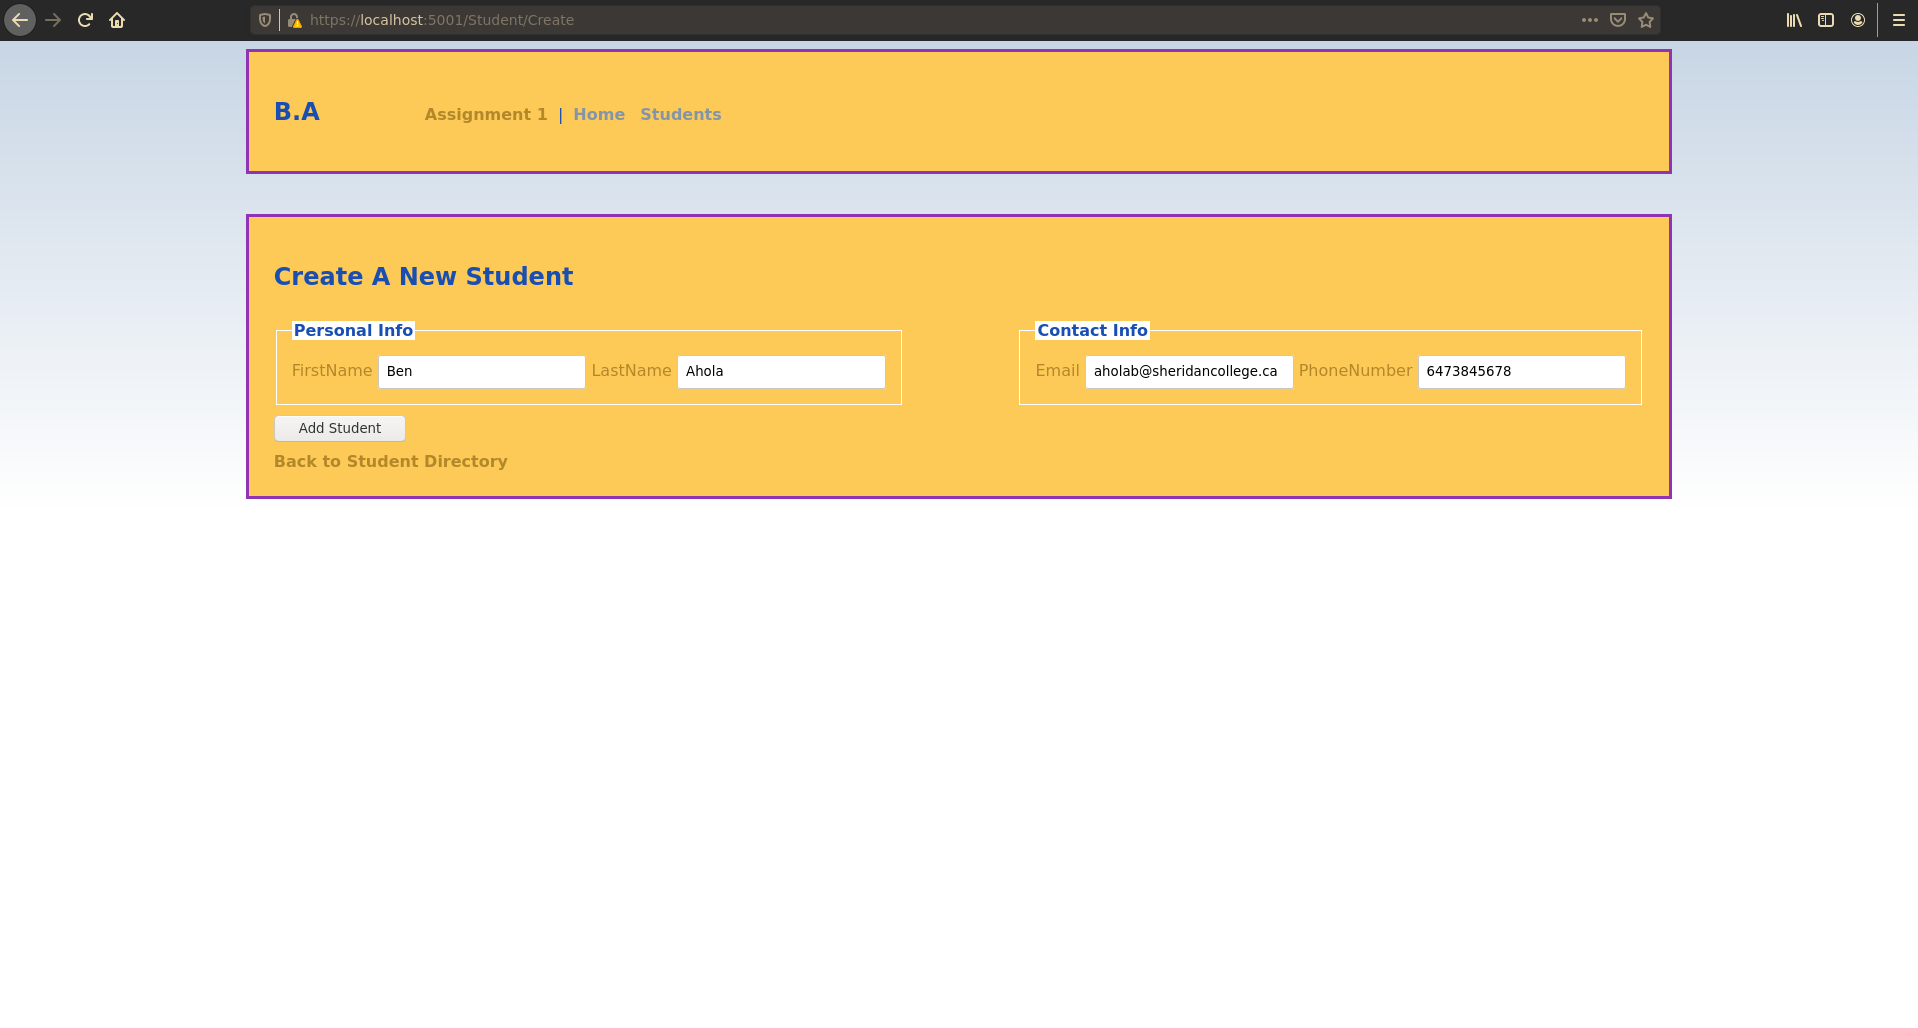 https://localhost:5001/Student/Create
B.A Assignment 1 | Home Students
Create A New Student
Personal Info Contact Info
FirstName Ben LastName Ahola Email aholab@sheridancollege.ca PhoneNumber 6473845678
Add Student
Back to Student Directory